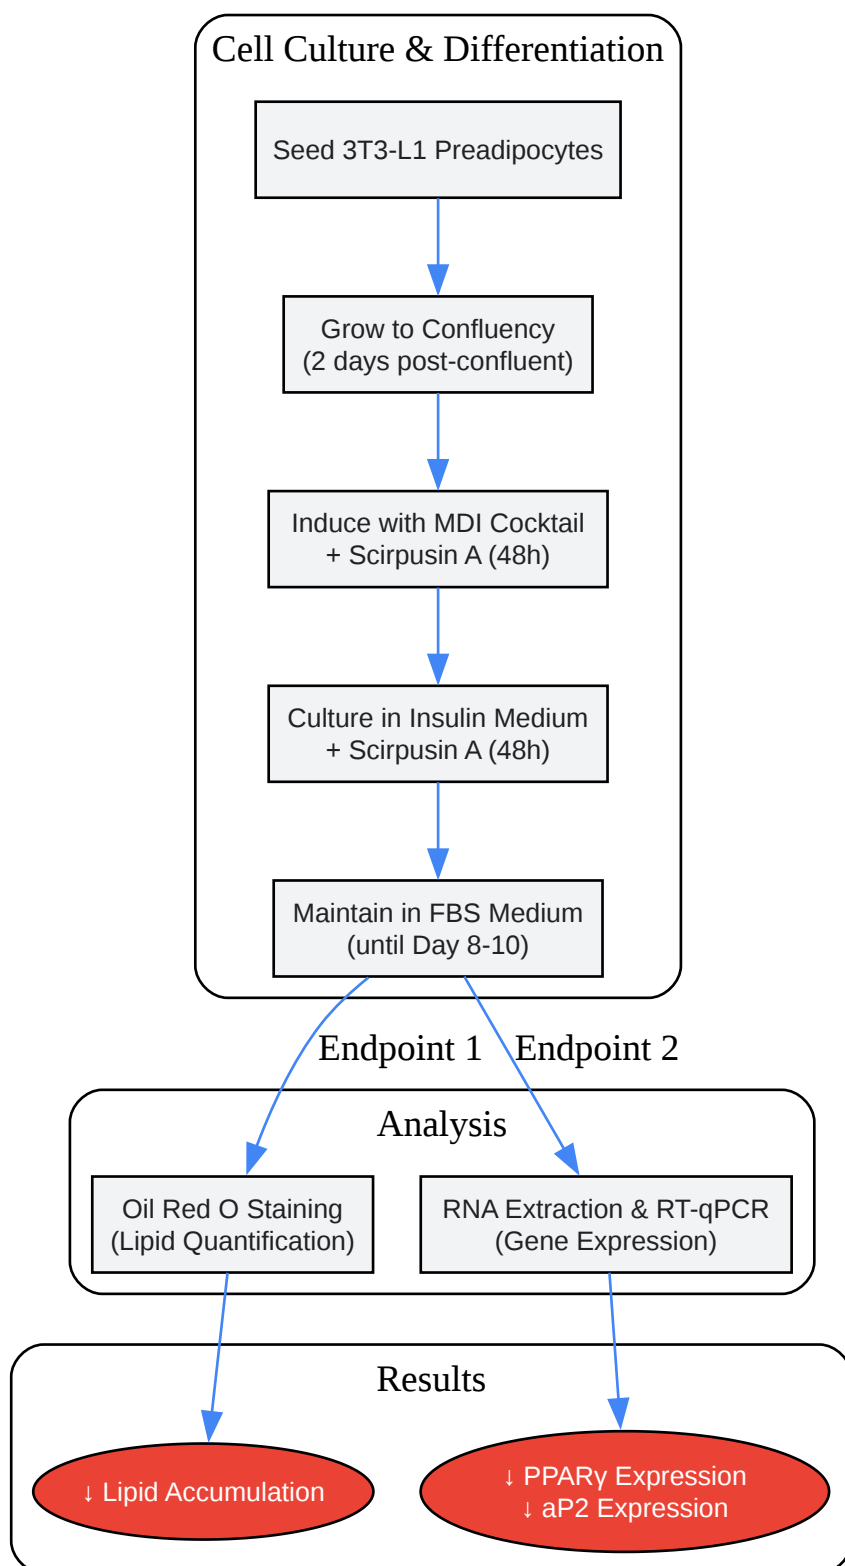 Cell Culture & Differentiation
Seed 3T3-L1 Preadipocytes
Grow to Confluency
(2 days post-confluent)
Induce with MDI Cocktail
+ Scirpusin A (48h)
Culture in Insulin Medium
+ Scirpusin A (48h)
Maintain in FBS Medium
(until Day 8-10)
Endpoint 1
Endpoint 2
Analysis
Oil Red O Staining
(Lipid Quantification)
RNA Extraction & RT-qPCR
(Gene Expression)
Results
↓ Lipid Accumulation
↓ PPARγ Expression
↓ aP2 Expression